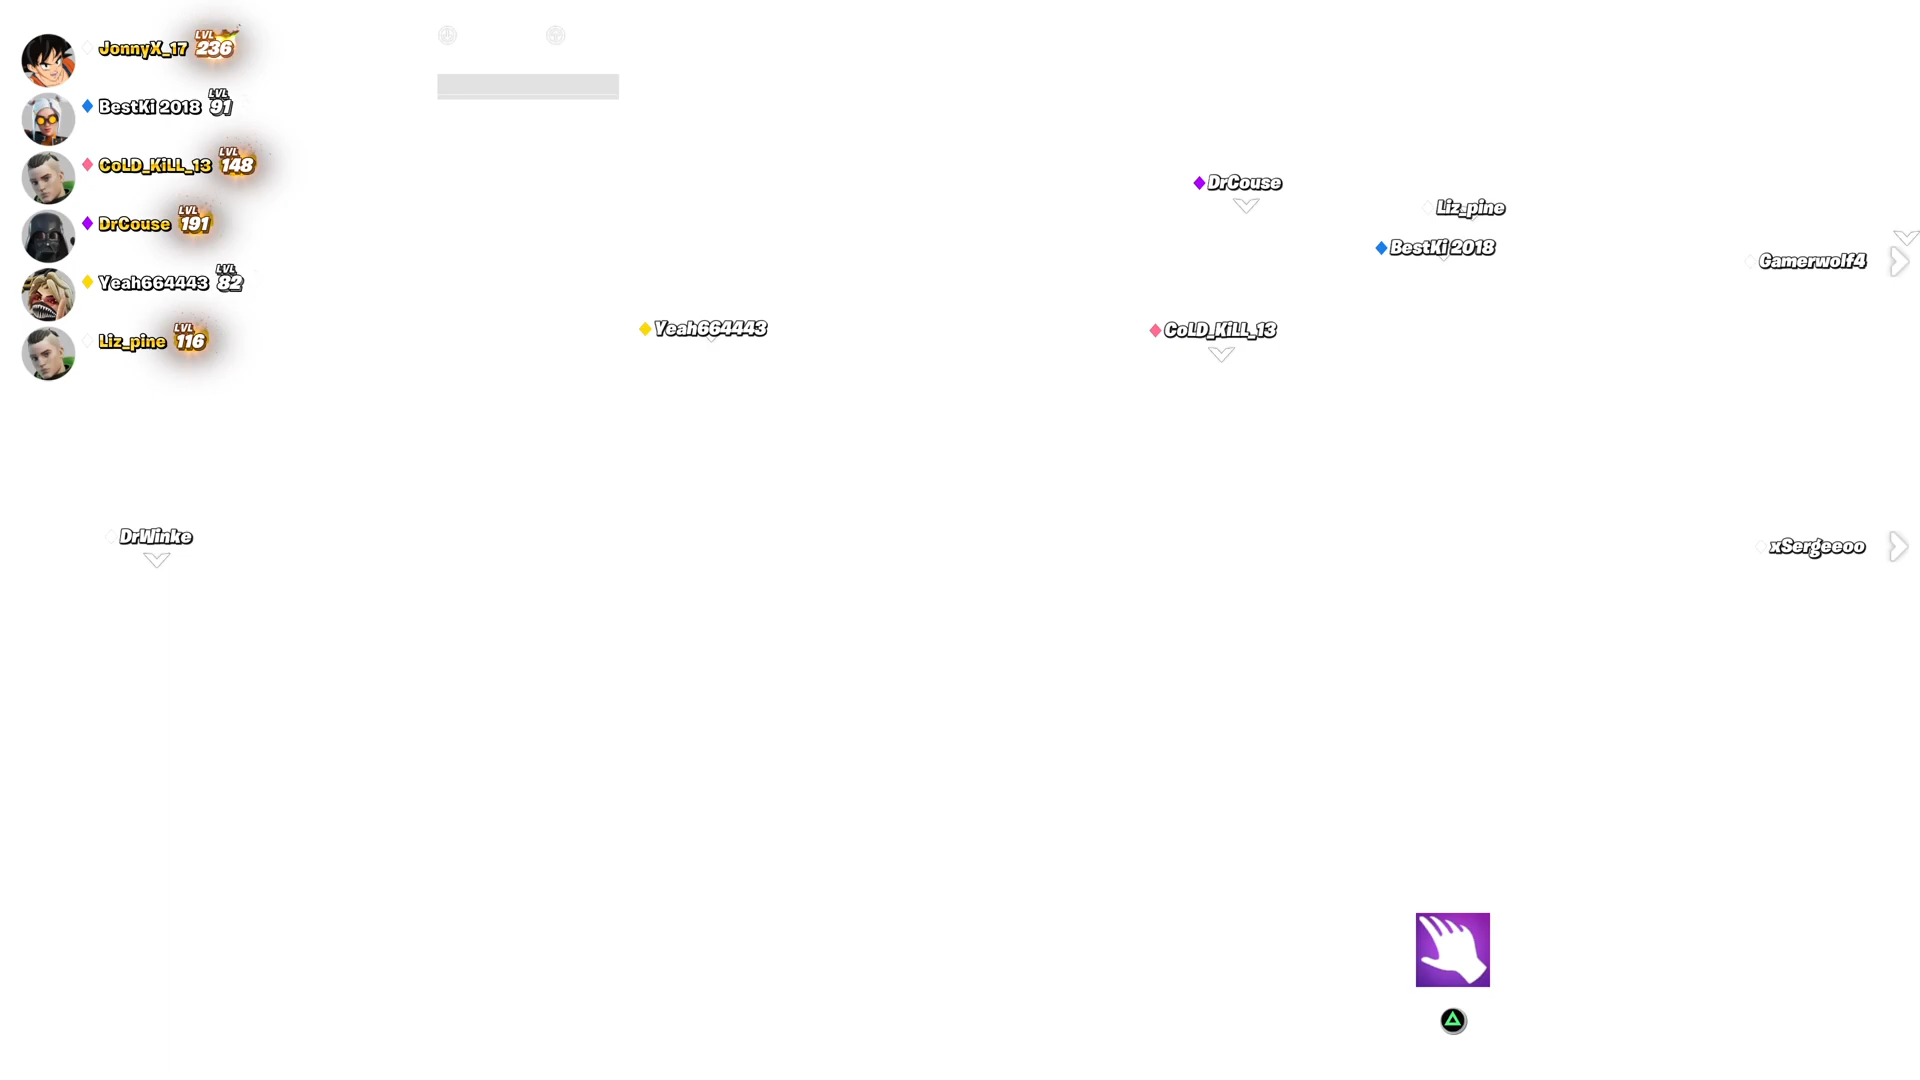 JonnyX_17 LVL 236
BestKi 2018 LVL 91
CoLD_KiLL_13 LVL 148
DrCouse LVL 191
Yeah664443 LVL 82
Liz_pine LVL 116
DrCouse
Liz_pine
BestKi 2018
Gamerwolf4
Yeah664443
CoLD_KiLL_13
DrWinke
xSergeeoo